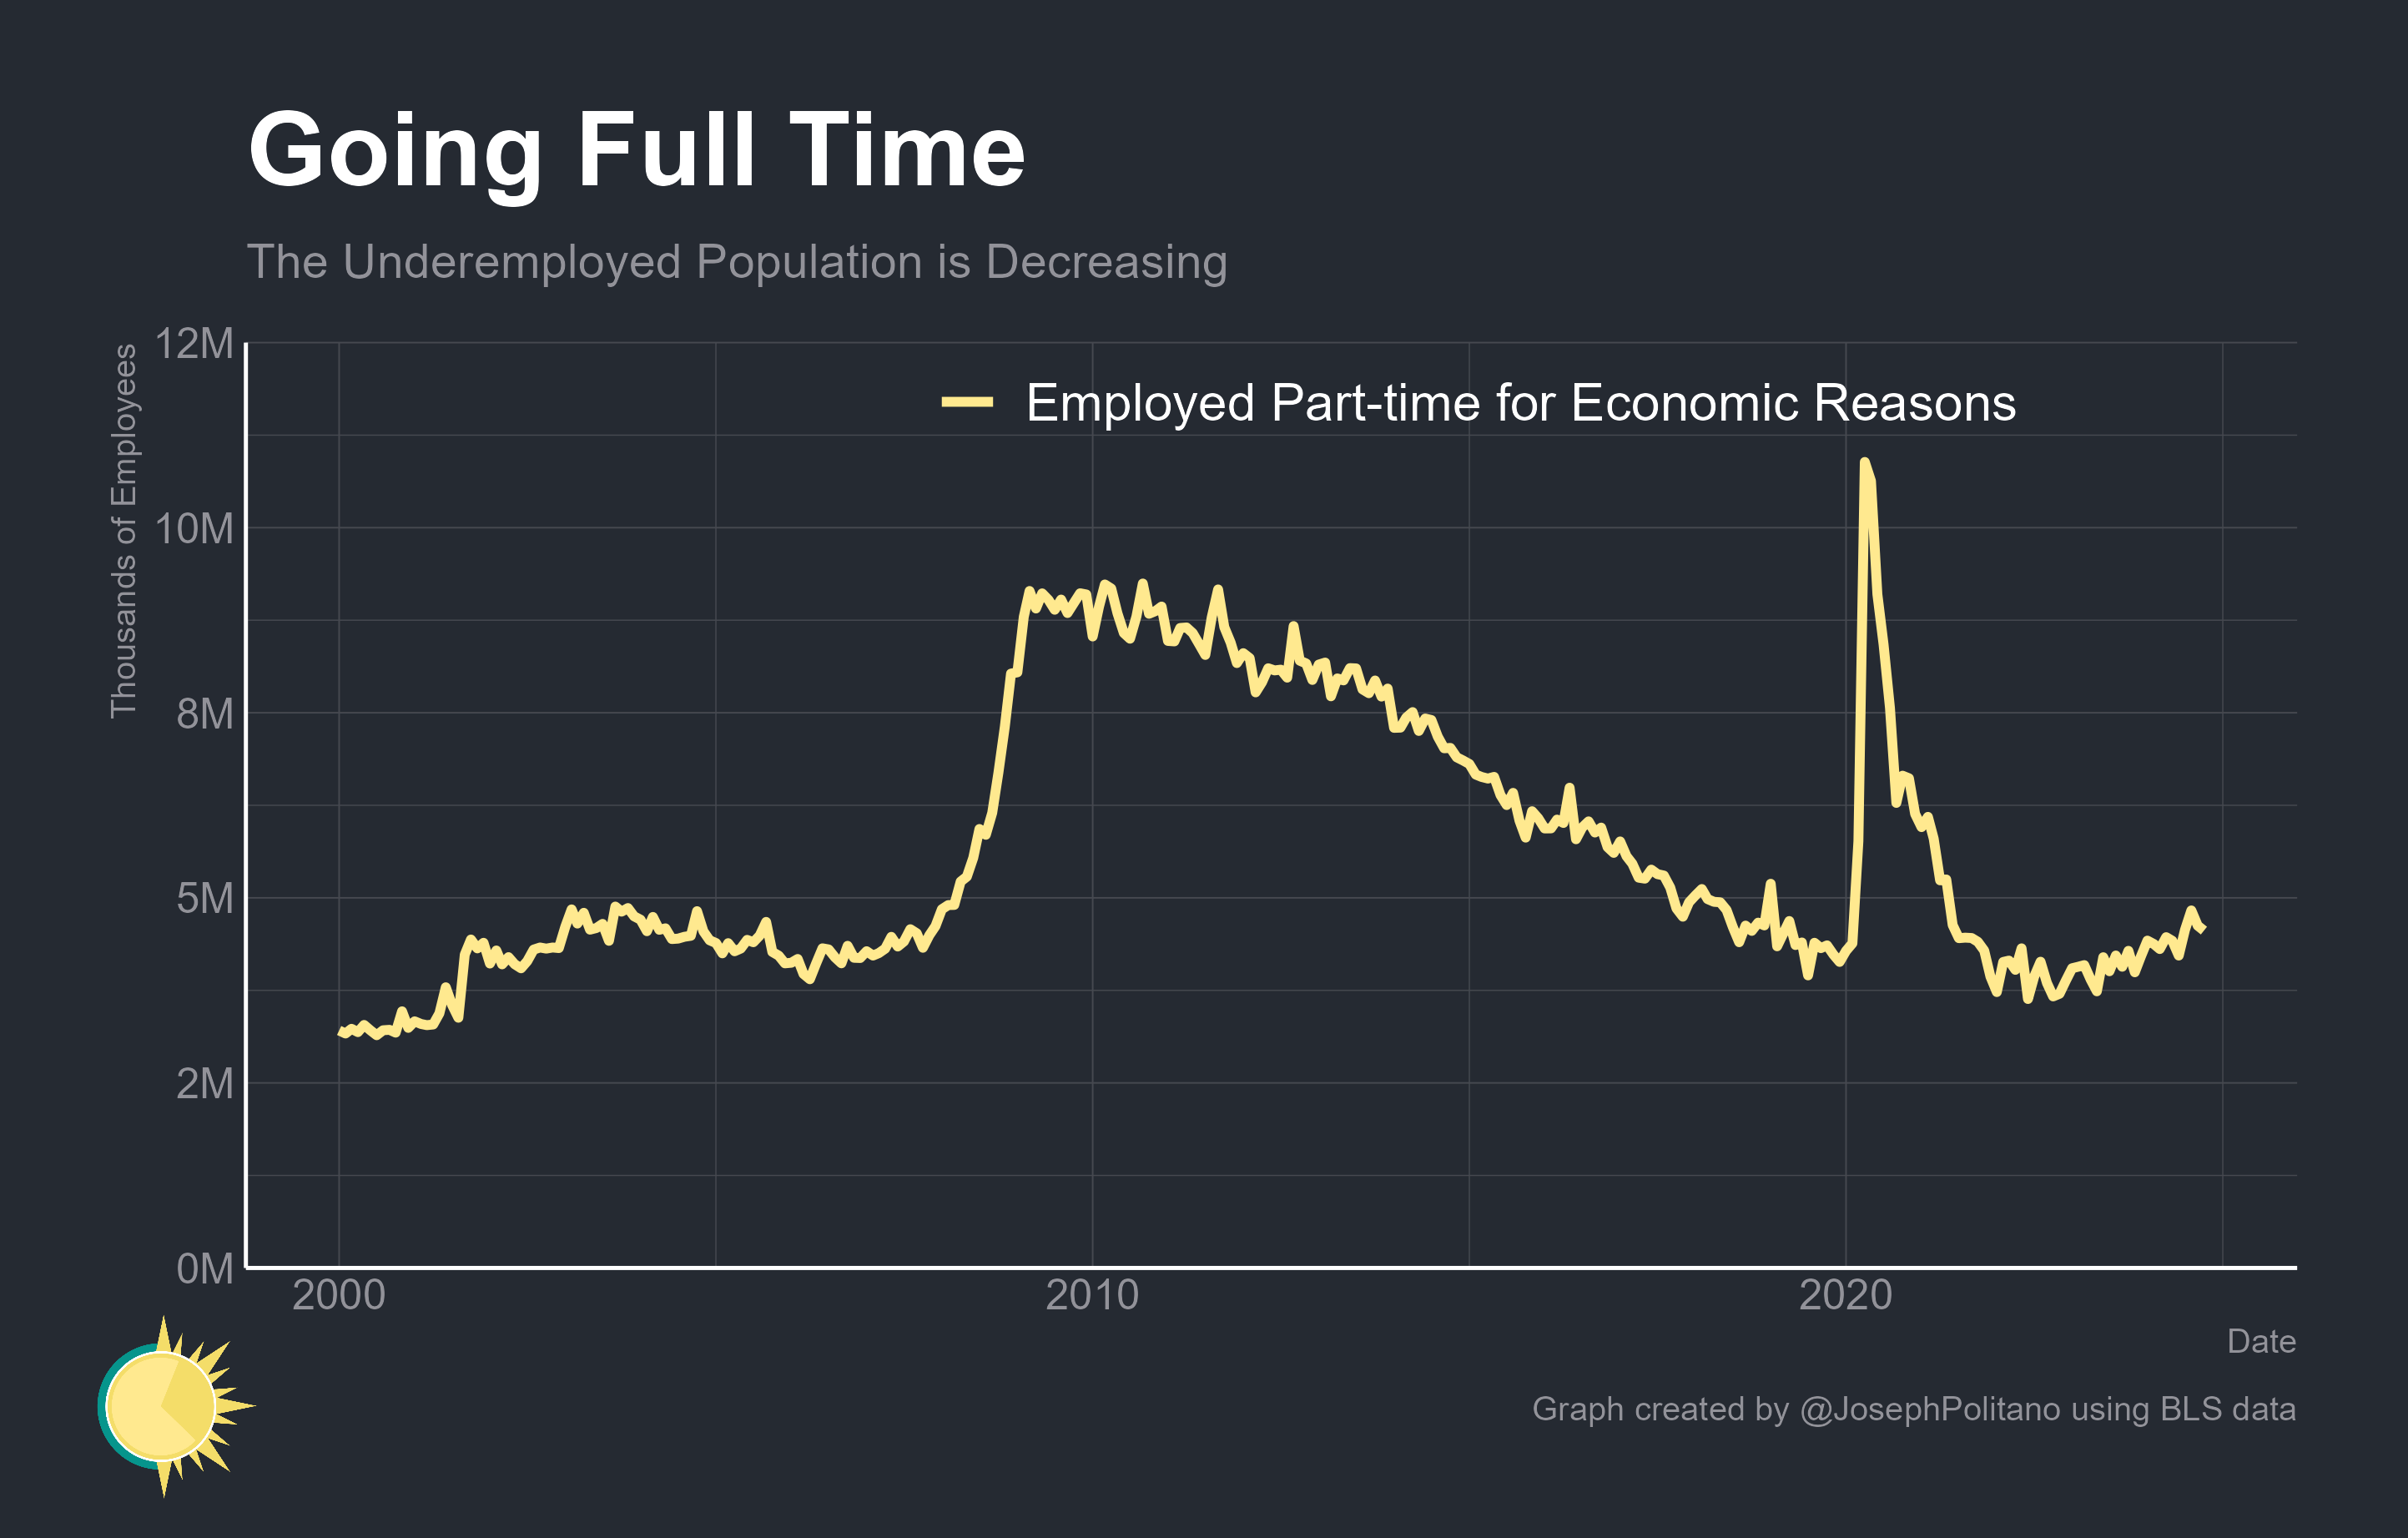 Going Full Time
The Underemployed Population is Decreasing
Thousands of Employees
12M
10M
8M
5M
2M
0M
Employed Part-time for Economic Reasons
2000
2010
2020
Date
Graph created by @JosephPolitano using BLS data